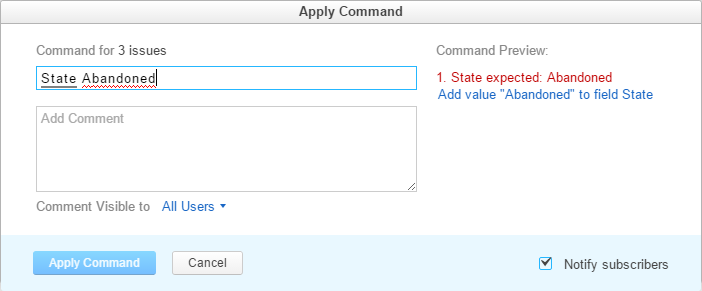 Apply Command
Command for 3 issues
State Abandoned
Add Comment
Comment Visible to All Users
Command Preview:
1. State expected: Abandoned
Add value "Abandoned" to field State
Apply Command
Cancel
Notify subscribers